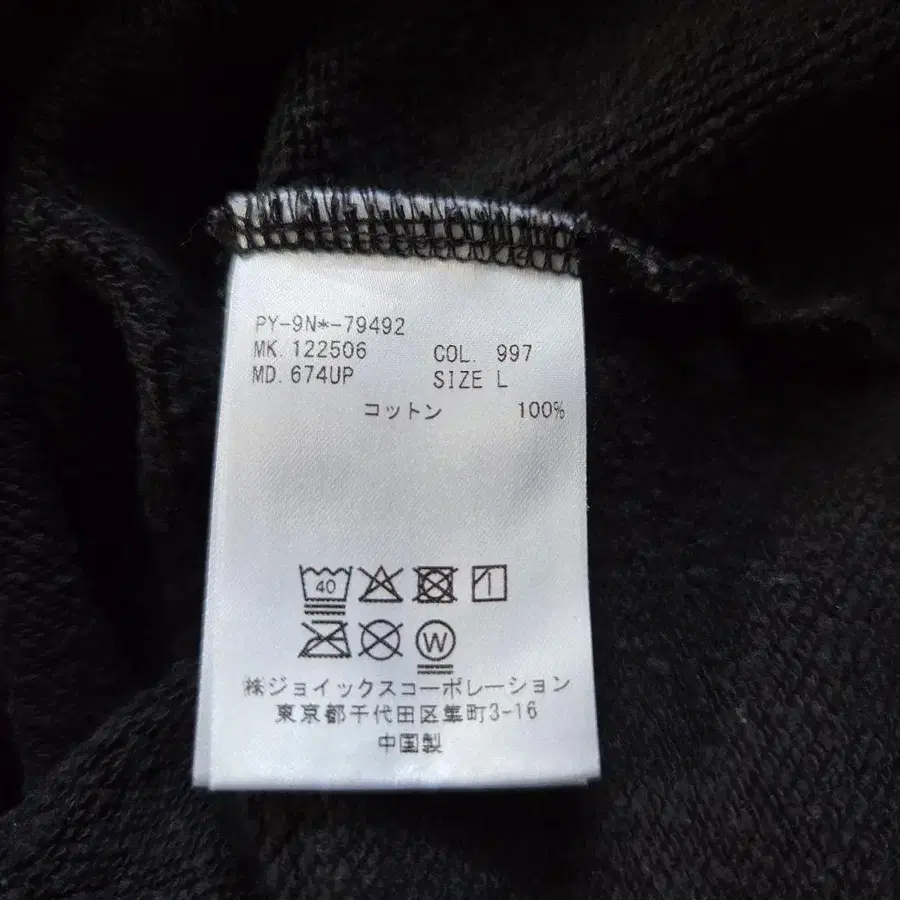 PY-9N*-79492
MK. 122506 COL. 997
MD. 674UP SIZE L
コットン 100%
40
W
㈱ジョイックスコーポレーション
東京都千代田区隼町3-16
中国製